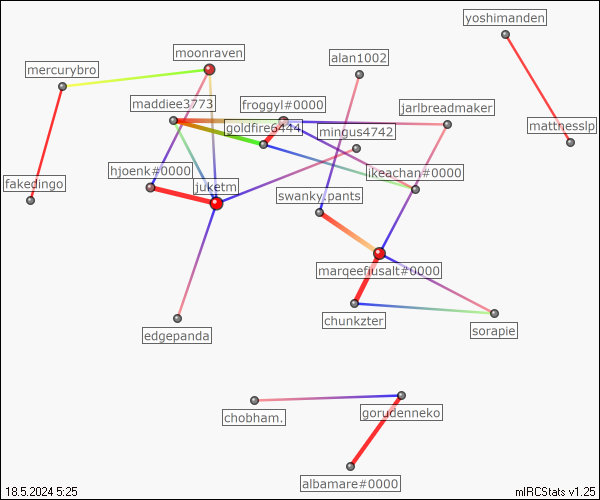 yoshimanden
moonraven
alan1002
mercurybro
maddiee3773
froggyl#0000
jarlbreadmaker
goldfire6444
mingus4742
matthesslp
hjoenk#0000
ikeachan#0000
fakedingo
juketm
swanky.pants
marqeefiusalt#0000
chunkzter
sorapie
edgepanda
chobham.
gorudenneko
albamare#0000
18.5.2024 5:25
mIRCStats v1.25